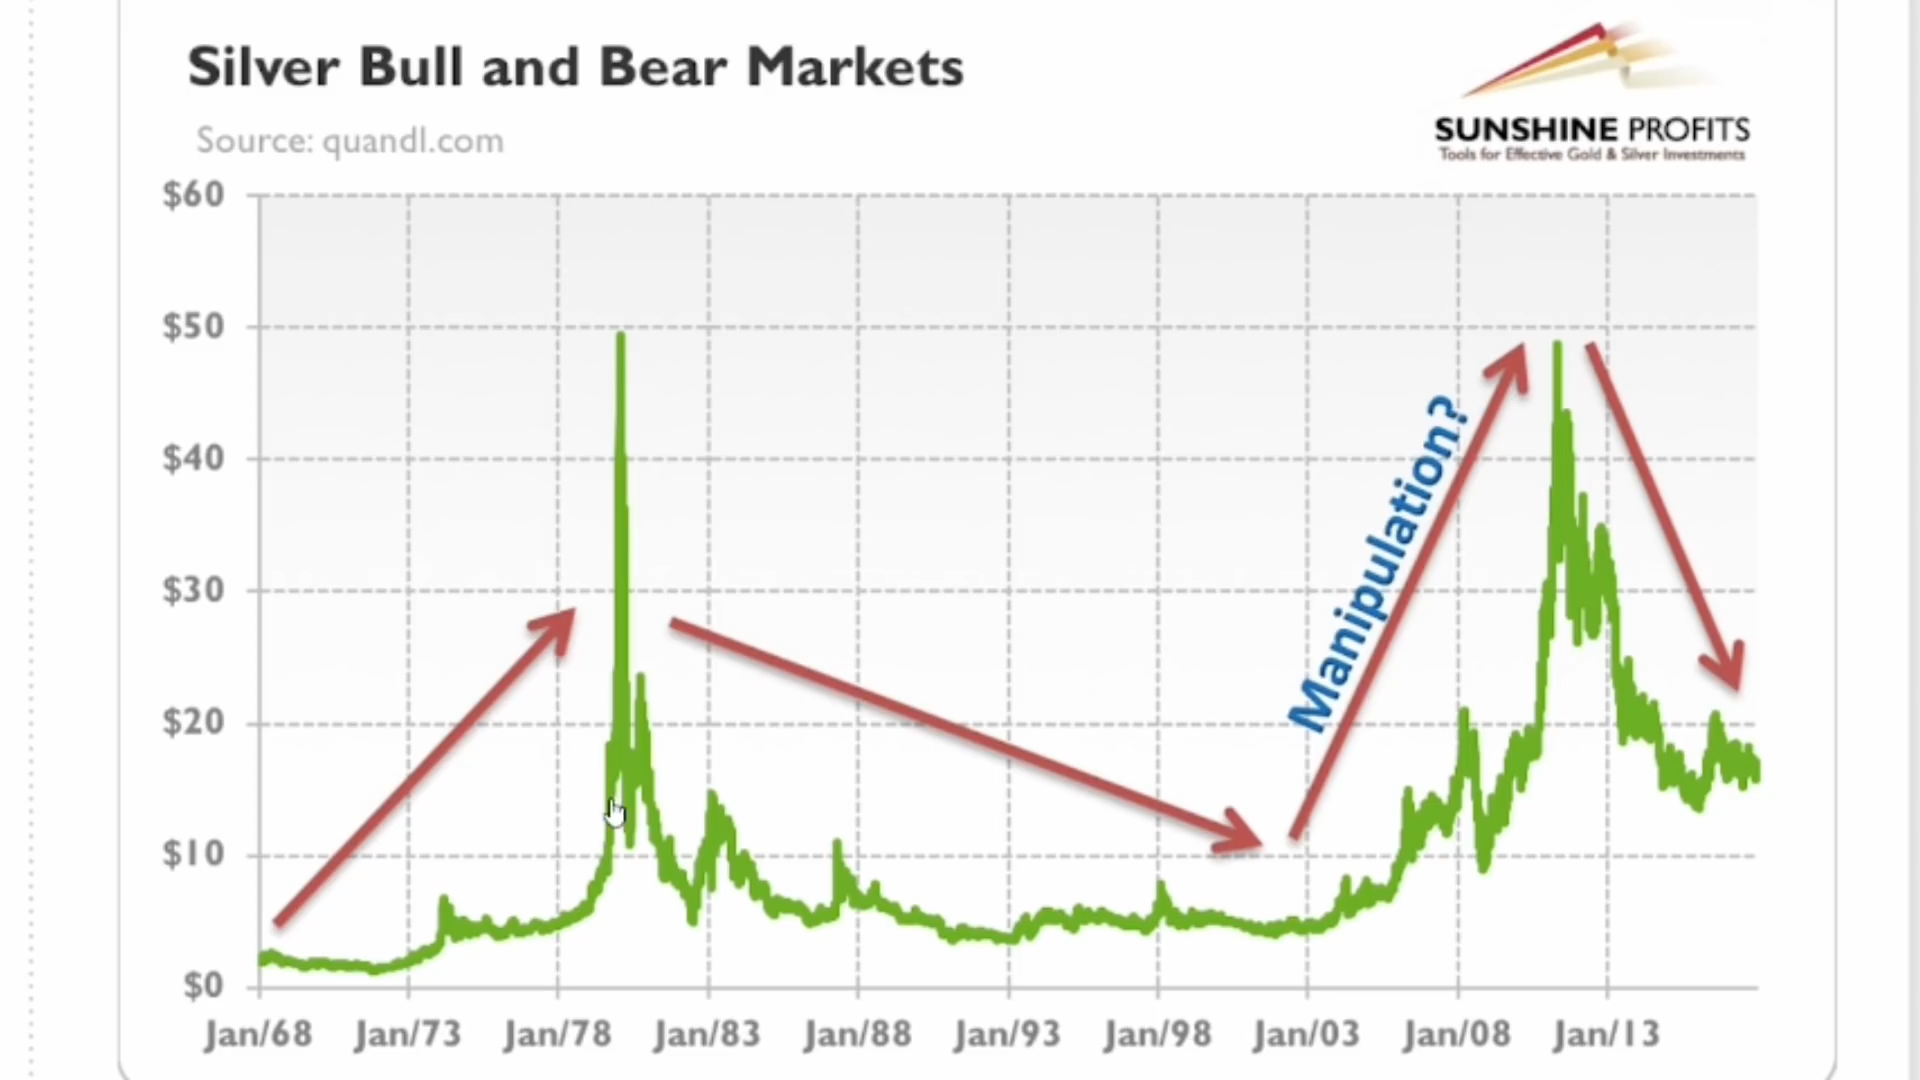 Silver Bull and Bear Markets
Source: quandl.com
SUNSHINE PROFITS
Tools for Effective Gold & Silver Investments
$60
$50
$40
$30
$20
$10
$0
Manipulation?
Jan/68 Jan/73 Jan/78 Jan/83 Jan/88 Jan/93 Jan/98 Jan/03 Jan/08 Jan/13